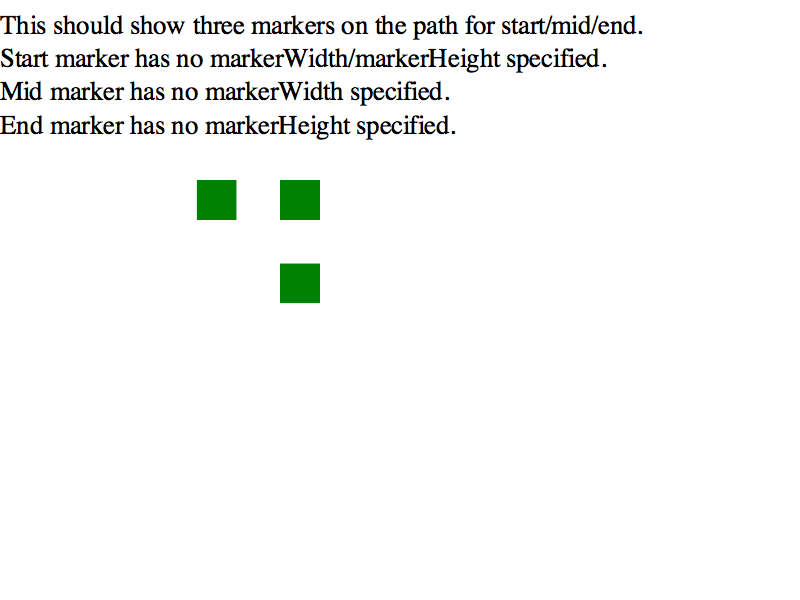 This should show three markers on the path for start/mid/end.
Start marker has no markerWidth/markerHeight specified.
Mid marker has no markerWidth specified.
End marker has no markerHeight specified.